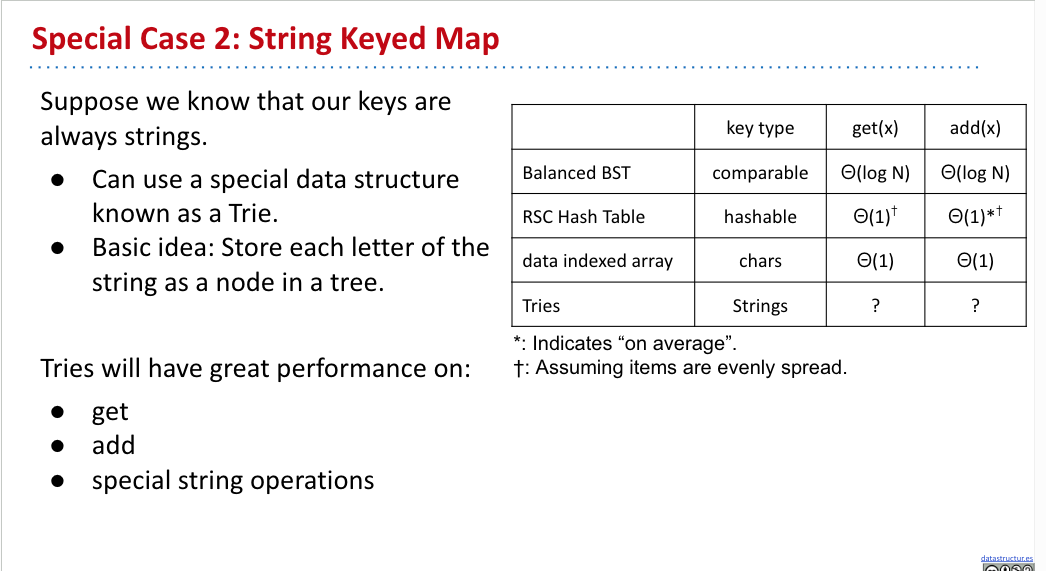 Special Case 2: String Keyed Map
Suppose we know that our keys are
always strings.
● Can use a special data structure
known as a Trie.
● Basic idea: Store each letter of the
string as a node in a tree.
Tries will have great performance on:
● get
● add
● special string operations
key type get(x) add(x)
Balanced BST comparable Θ(log N) Θ(log N)
RSC Hash Table hashable Θ(1)† Θ(1)*†
data indexed array chars Θ(1) Θ(1)
Tries Strings ? ?
*: Indicates “on average”.
†: Assuming items are evenly spread.
datastructur.es